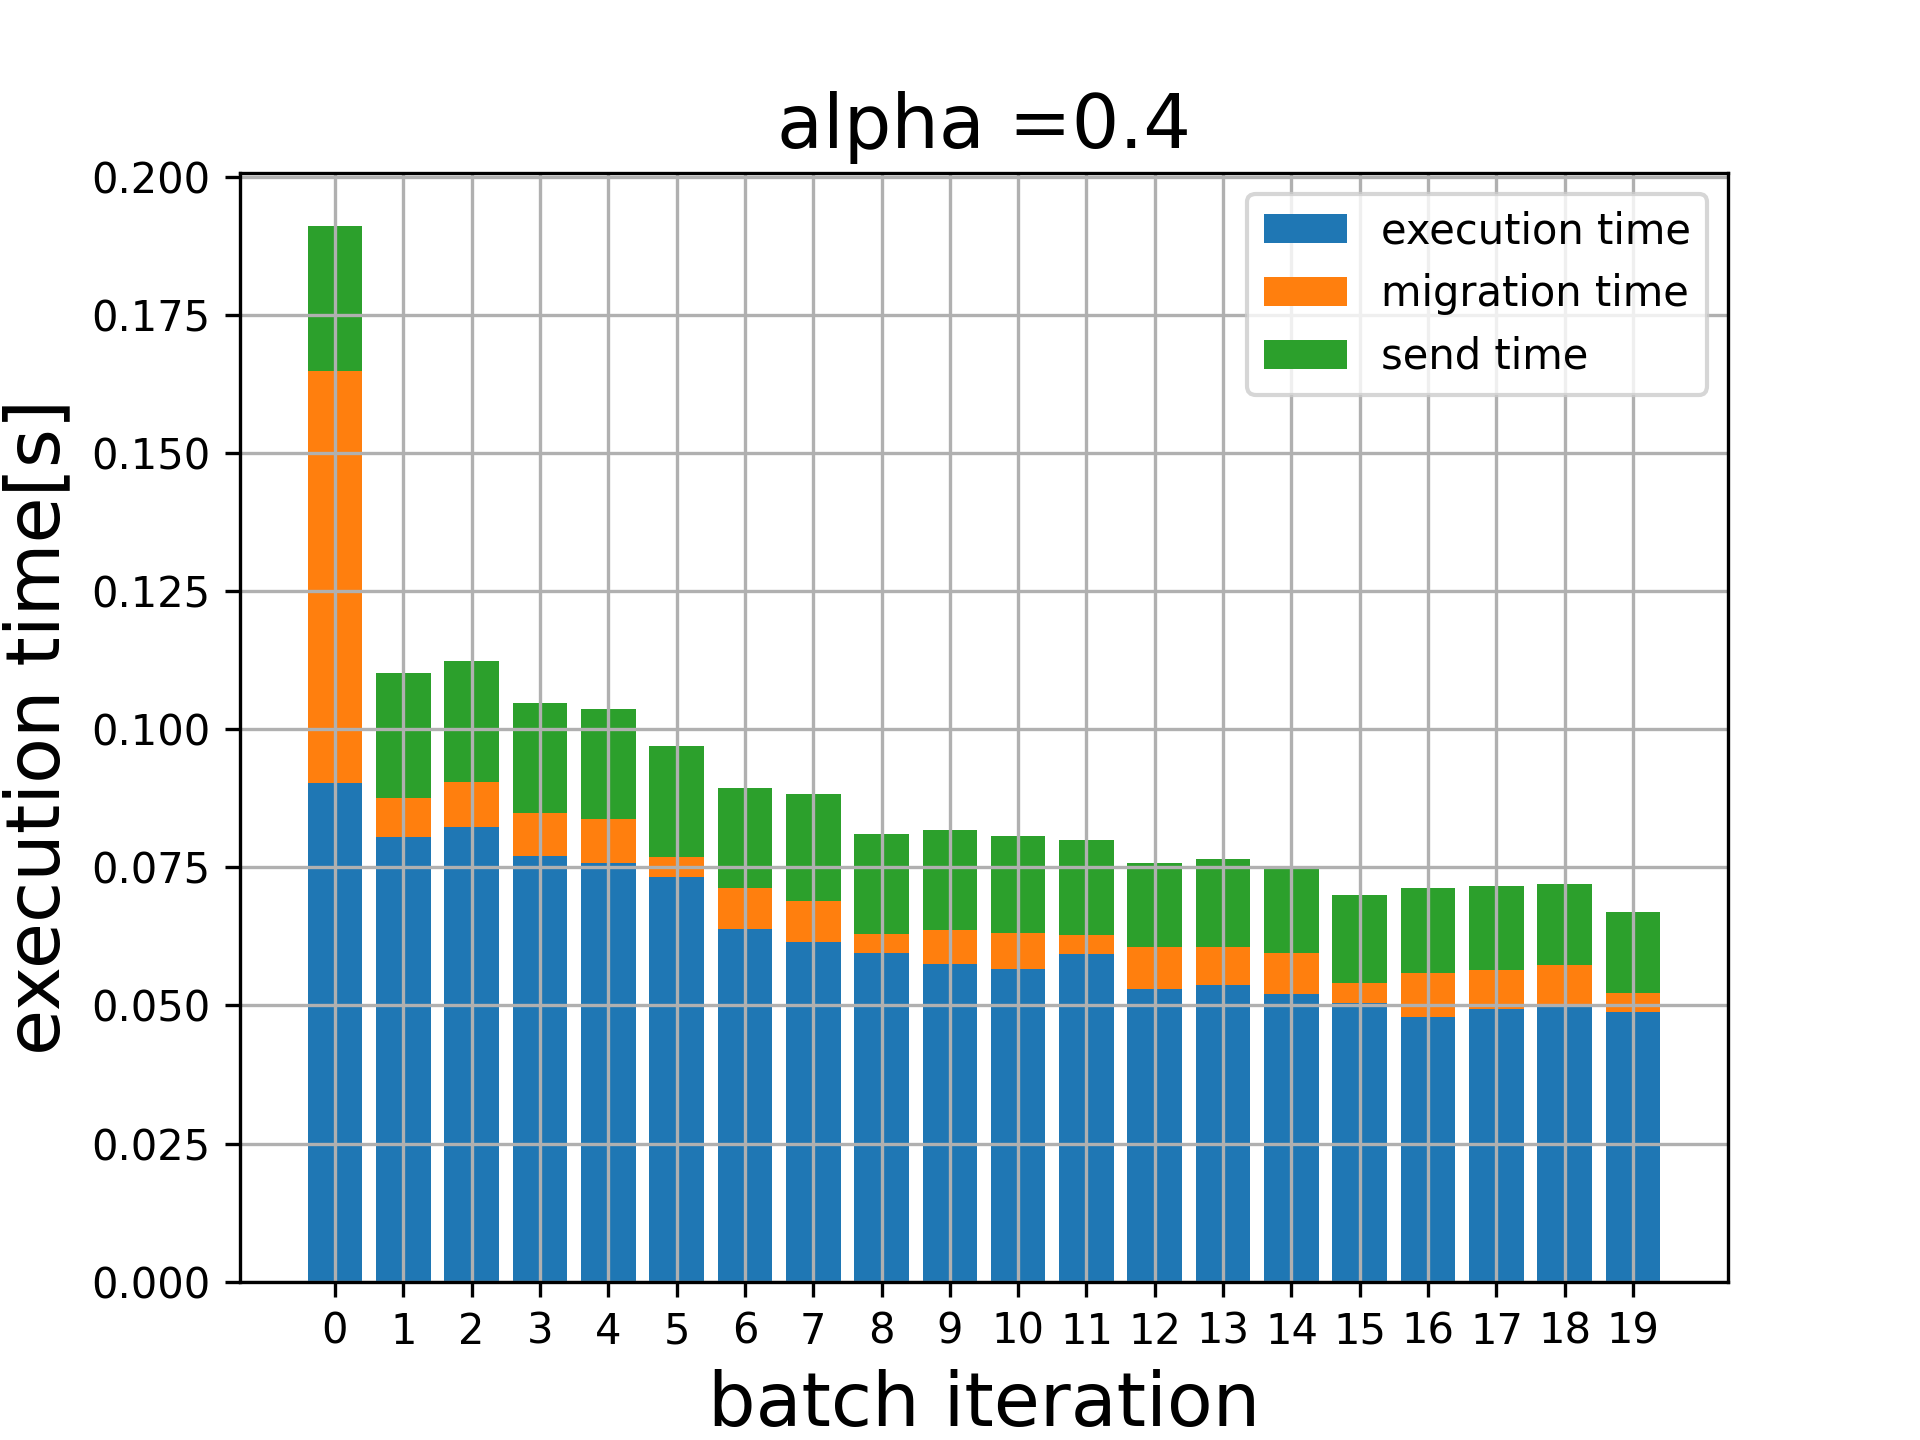 alpha =0.4
0.200
0.175
0.150
0.125
0.100
0.075
0.050
0.025
0.000
execution time[s]
execution time
migration time
send time
0 1 2 3 4 5 6 7 8 9 10 11 12 13 14 15 16 17 18 19
batch iteration